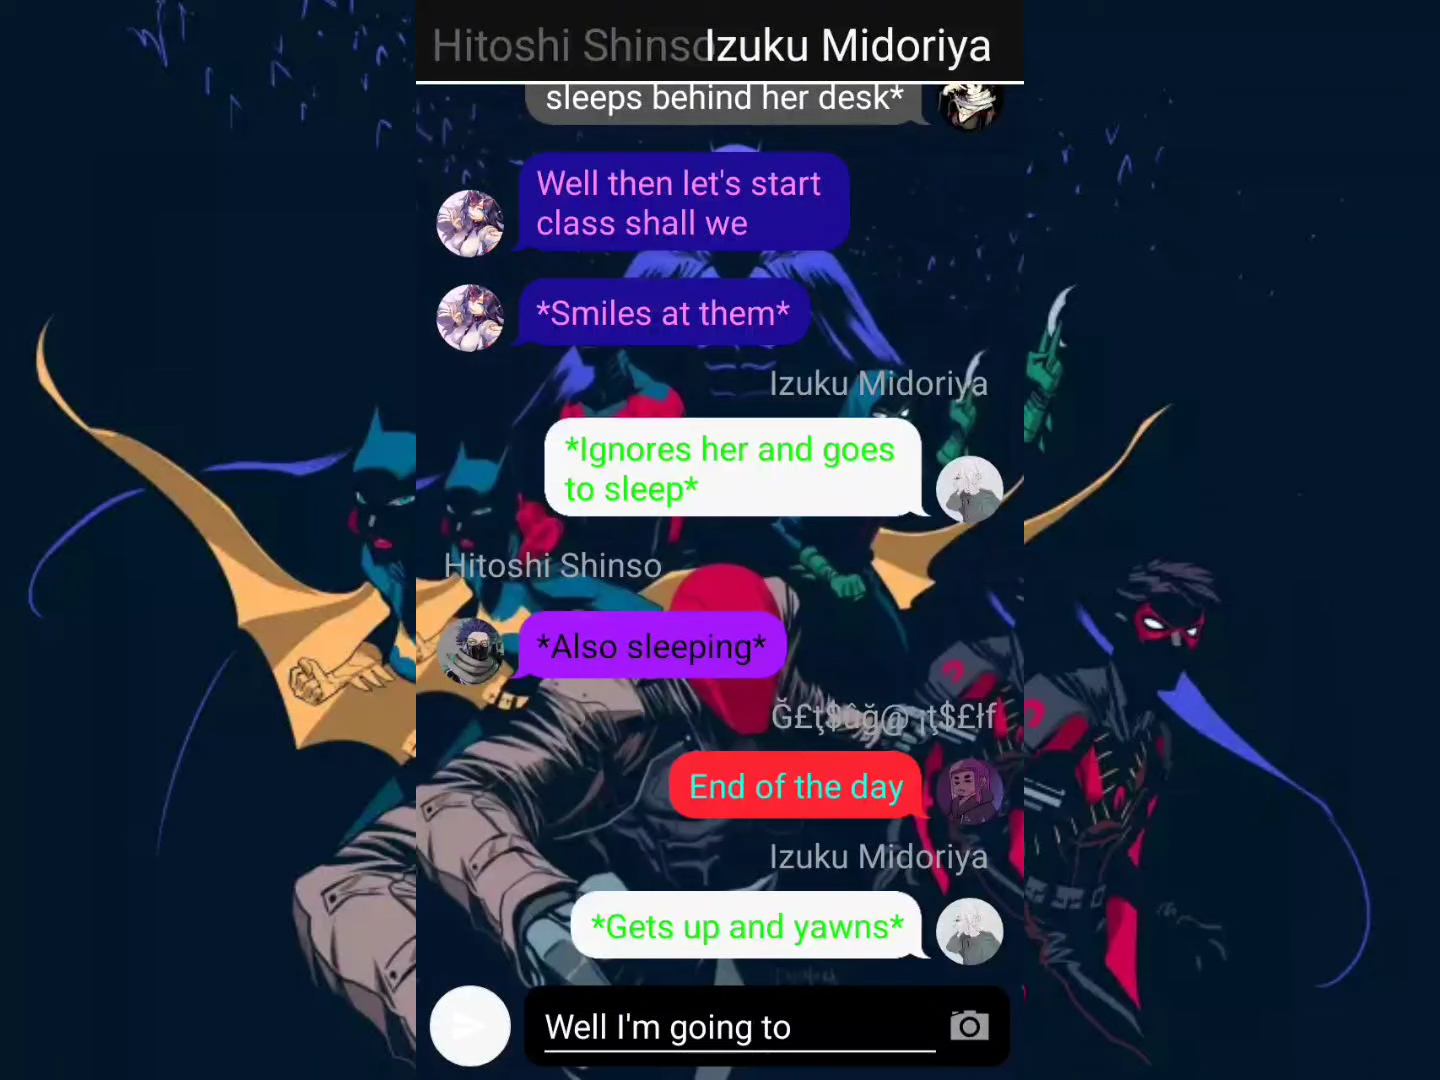 Hitoshi Shinso Izuku Midoriya
sleeps behind her desk*
Well then let's start
class shall we
*Smiles at them*
Izuku Midoriya
*Ignores her and goes
to sleep*
Hitoshi Shinso
*Also sleeping*
Ğ£ţ$ûğ@ ¡ţ$£łf
End of the day
Izuku Midoriya
*Gets up and yawns*
Well I'm going to